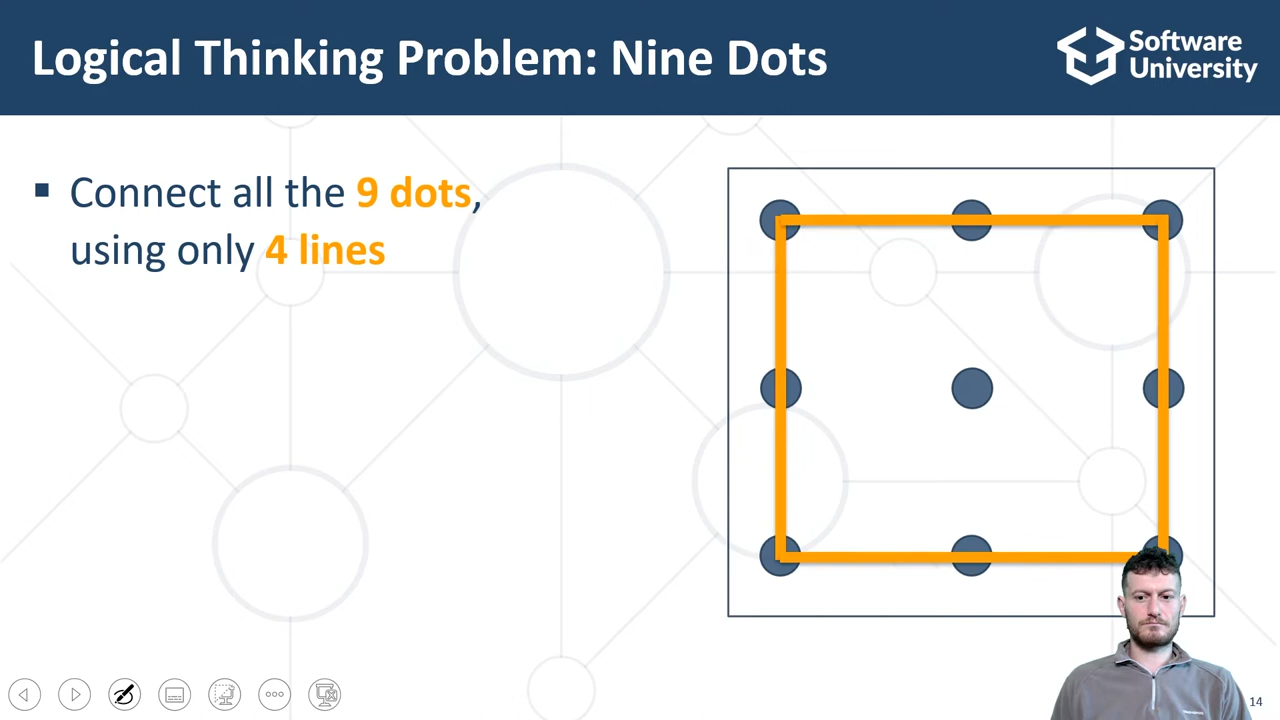 Logical Thinking Problem: Nine Dots
Software
University
▪ Connect all the 9 dots,
using only 4 lines
14